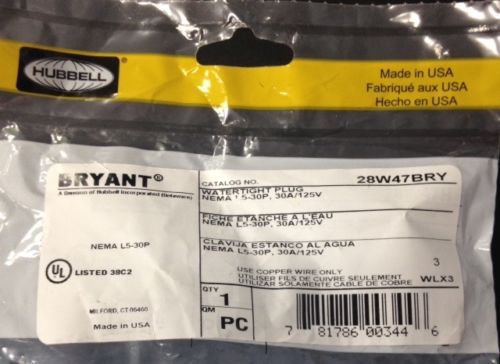 HUBBELL
Made in USA
Fabriqué aux USA
Hecho en USA
BRYANT®
A Division of Hubbell Incorporated (Delaware)
CATALOG NO. 28W47BRY
WATERTIGHT PLUG
NEMA L5-30P, 30A/125V
FICHE ETANCHE A L'EAU
NEMA L5-30P, 30A/125V
CLAVIJA ESTANCO AL AGUA
NEMA L5-30P, 30A/125V
NEMA L5-30P
UL LISTED 38C2
3
USE COPPER WIRE ONLY
UTILISER FILS DE CUIVRE SEULEMENT
UTILIZAR SOLAMENTE CABLE DE COBRE
WLX3
MILFORD, CT 06460
Made in USA
QTY
1
QM
PC
7 81786 00344 6